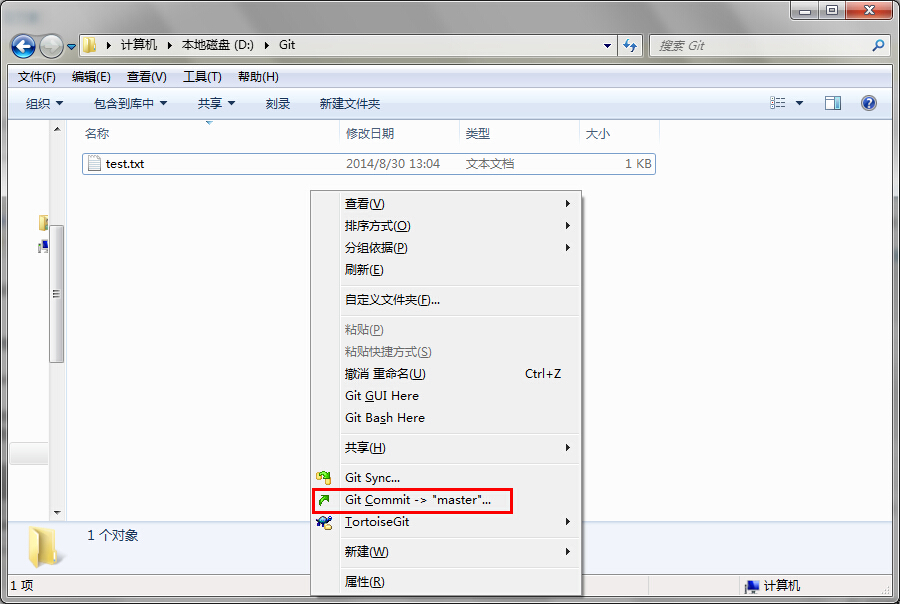 计算机 本地磁盘 (D:) Git
搜索 Git
文件(F) 编辑(E) 查看(V) 工具(T) 帮助(H)
组织 包含到库中 共享 刻录 新建文件夹
名称 修改日期 类型 大小
test.txt 2014/8/30 13:04 文本文档 1 KB
查看(V)
排序方式(O)
分组依据(P)
刷新(E)
自定义文件夹(F)...
粘贴(P)
粘贴快捷方式(S)
撤消 重命名(U) Ctrl+Z
Git GUI Here
Git Bash Here
共享(H)
Git Sync...
Git Commit -> "master"...
TortoiseGit
新建(W)
属性(R)
1 个对象
1 项
计算机